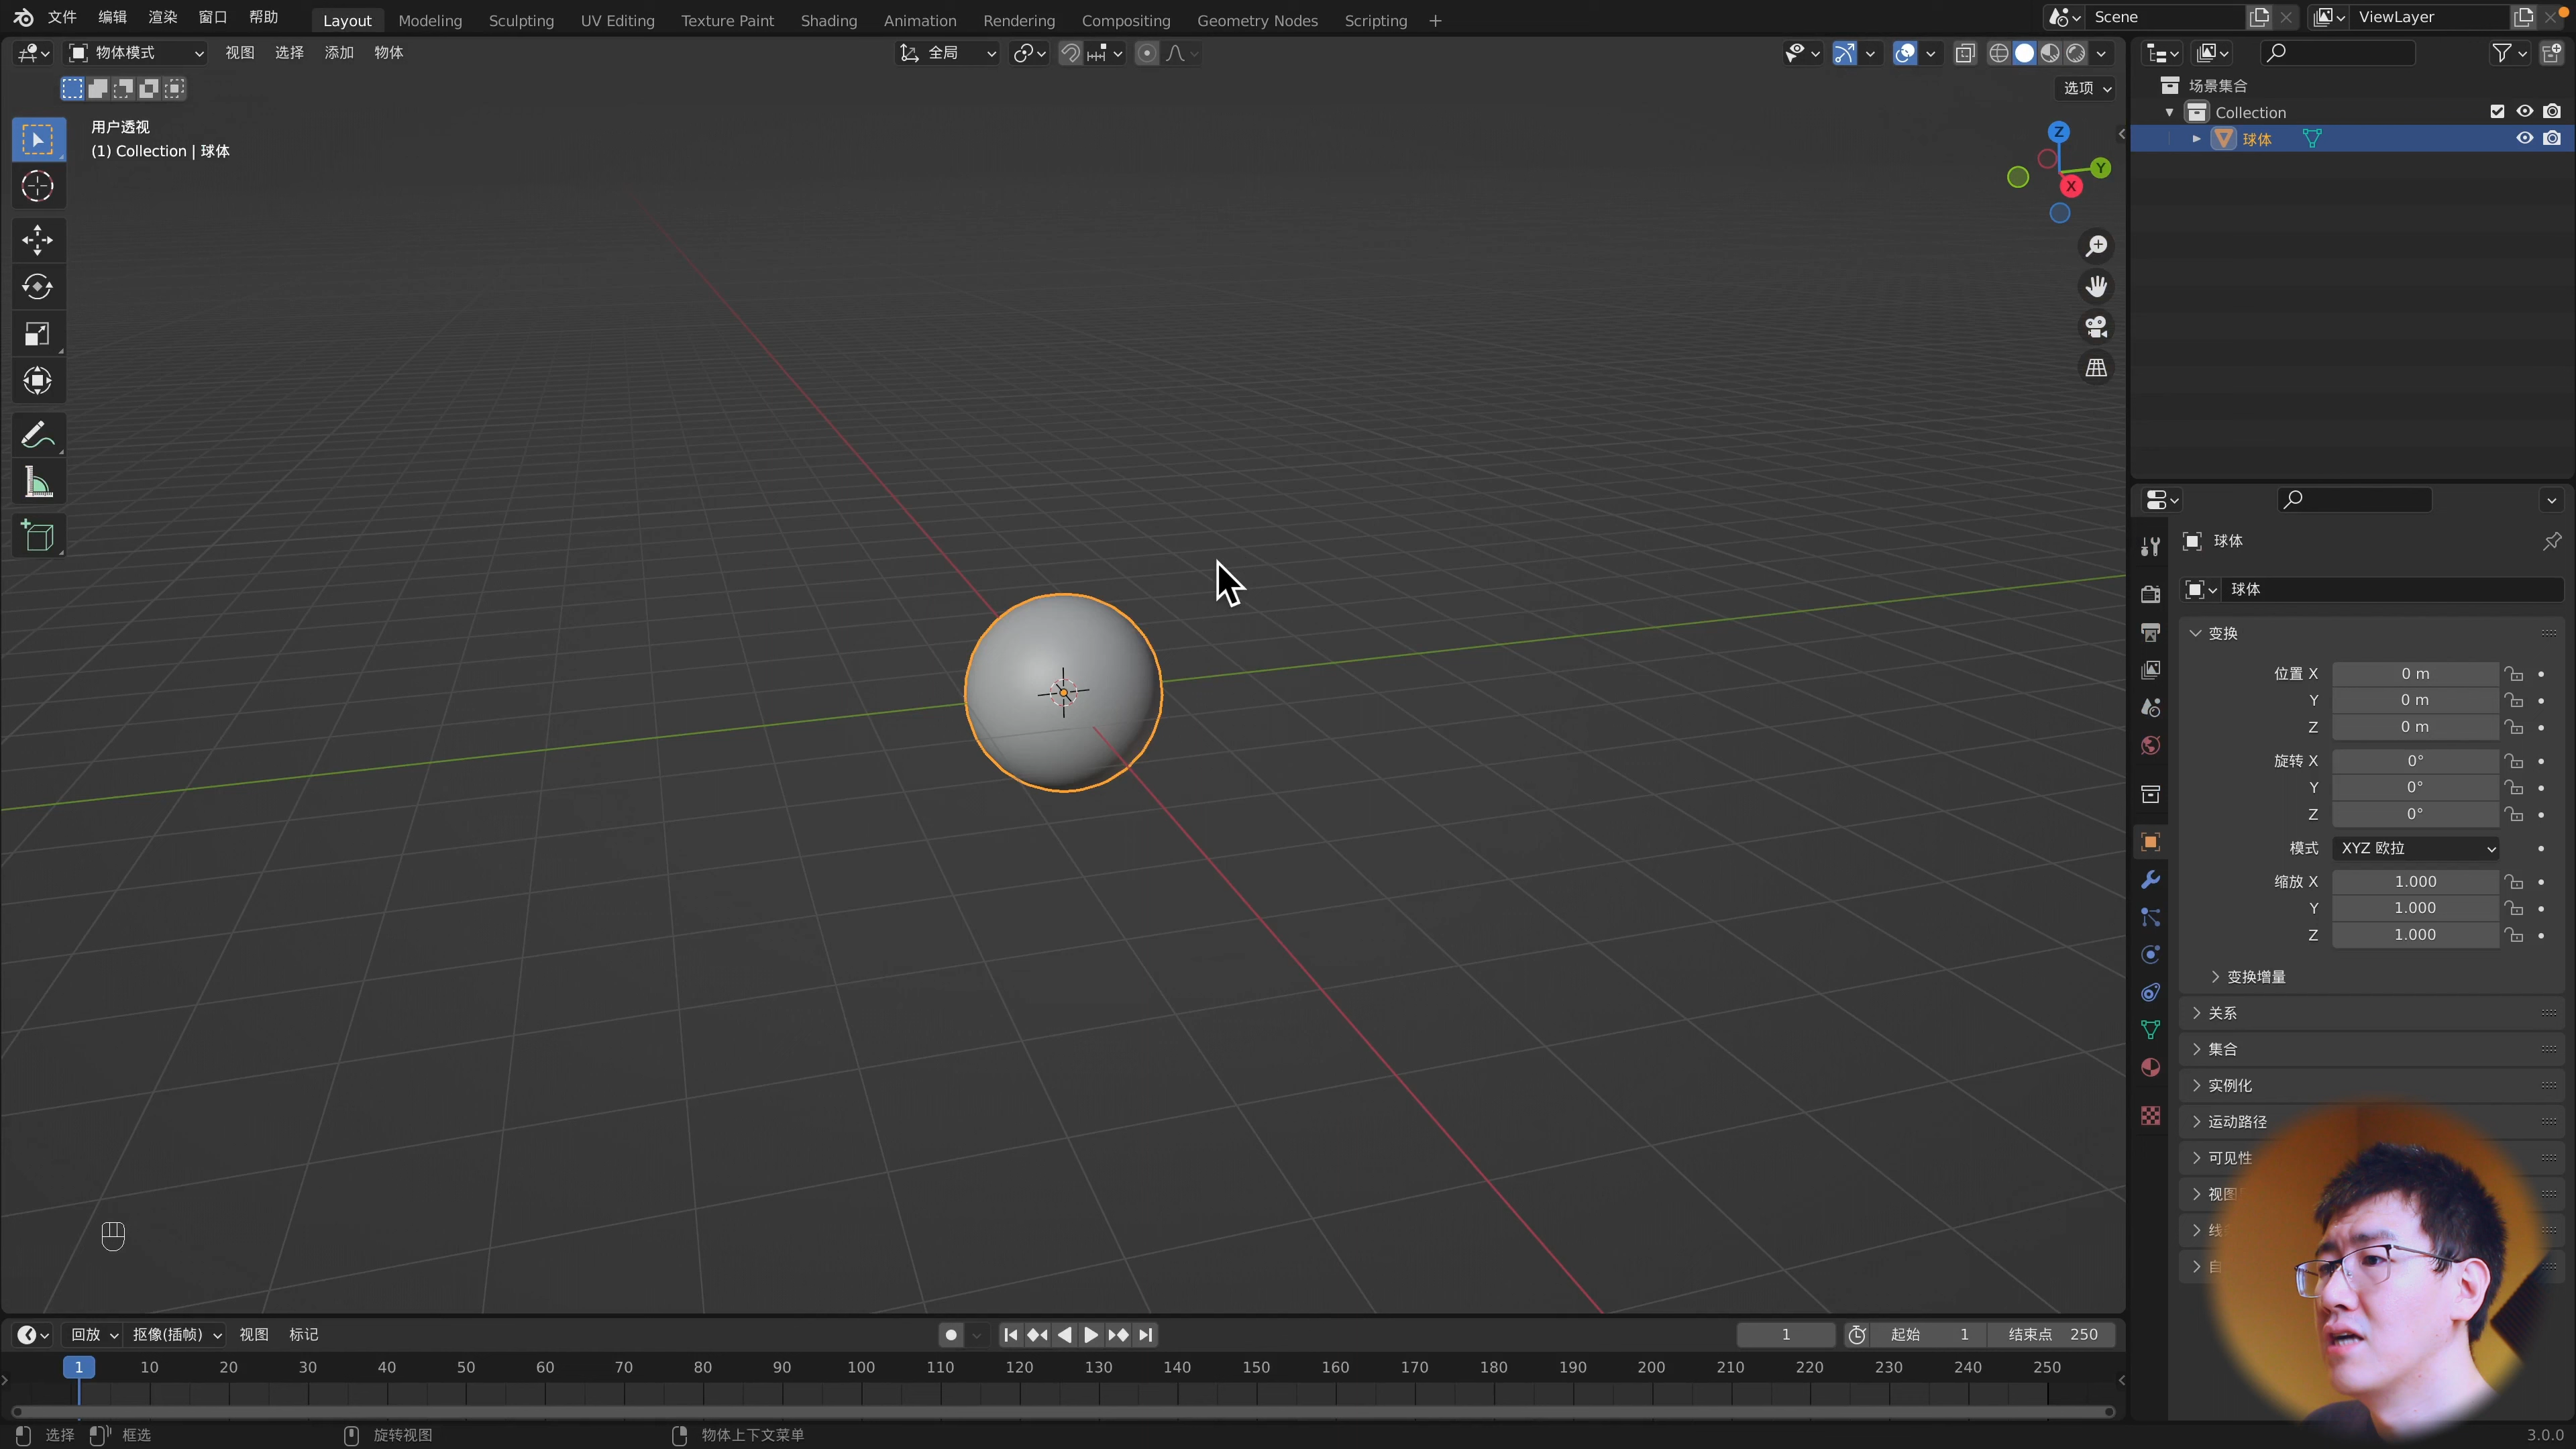 文件 编辑 渲染 窗口 帮助 Layout Modeling Sculpting UV Editing Texture Paint Shading Animation Rendering Compositing Geometry Nodes Scripting + Scene ViewLayer
物体模式 视图 选择 添加 物体 全局
选项
用户透视
(1) Collection | 球体
Z
Y
X
场景集合
Collection
球体
球体
球体
变换
位置 X 0 m
Y 0 m
Z 0 m
旋转 X 0°
Y 0°
Z 0°
模式 XYZ 欧拉
缩放 X 1.000
Y 1.000
Z 1.000
变换增量
关系
集合
实例化
运动路径
可见性
视图
回放 抠像(插帧) 视图 标记 1 起始 1 结束点 250
1 10 20 30 40 50 60 70 80 90 100 110 120 130 140 150 160 170 180 190 200 210 220 230 240 250
选择 框选 旋转视图 物体上下文菜单 3.0.0